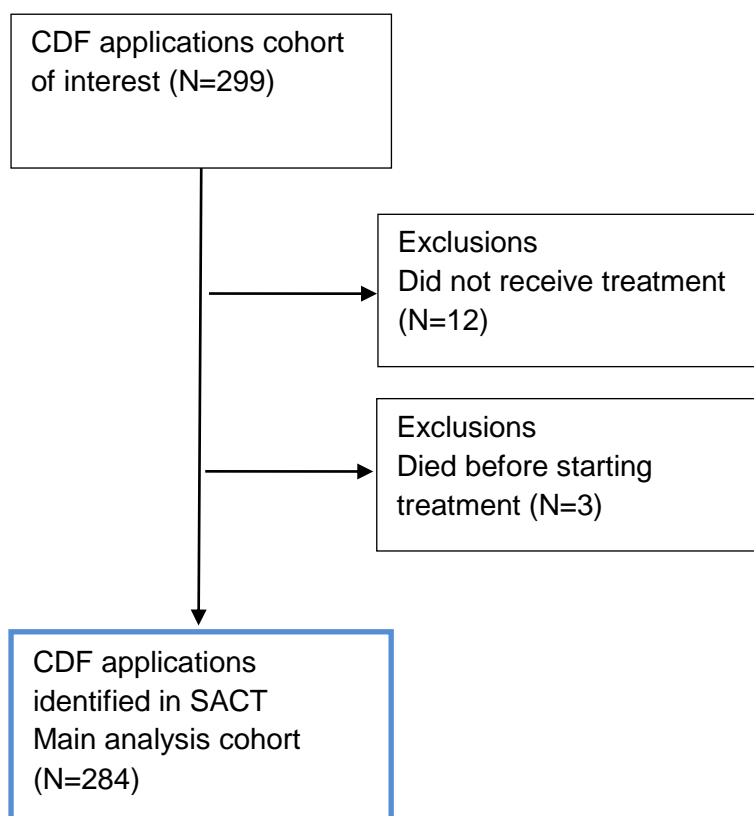 CDF applications cohort
of interest (N=299)
Exclusions
Did not receive treatment
(N=12)
Exclusions
Died before starting
treatment (N=3)
CDF applications
identified in SACT
Main analysis cohort
(N=284)